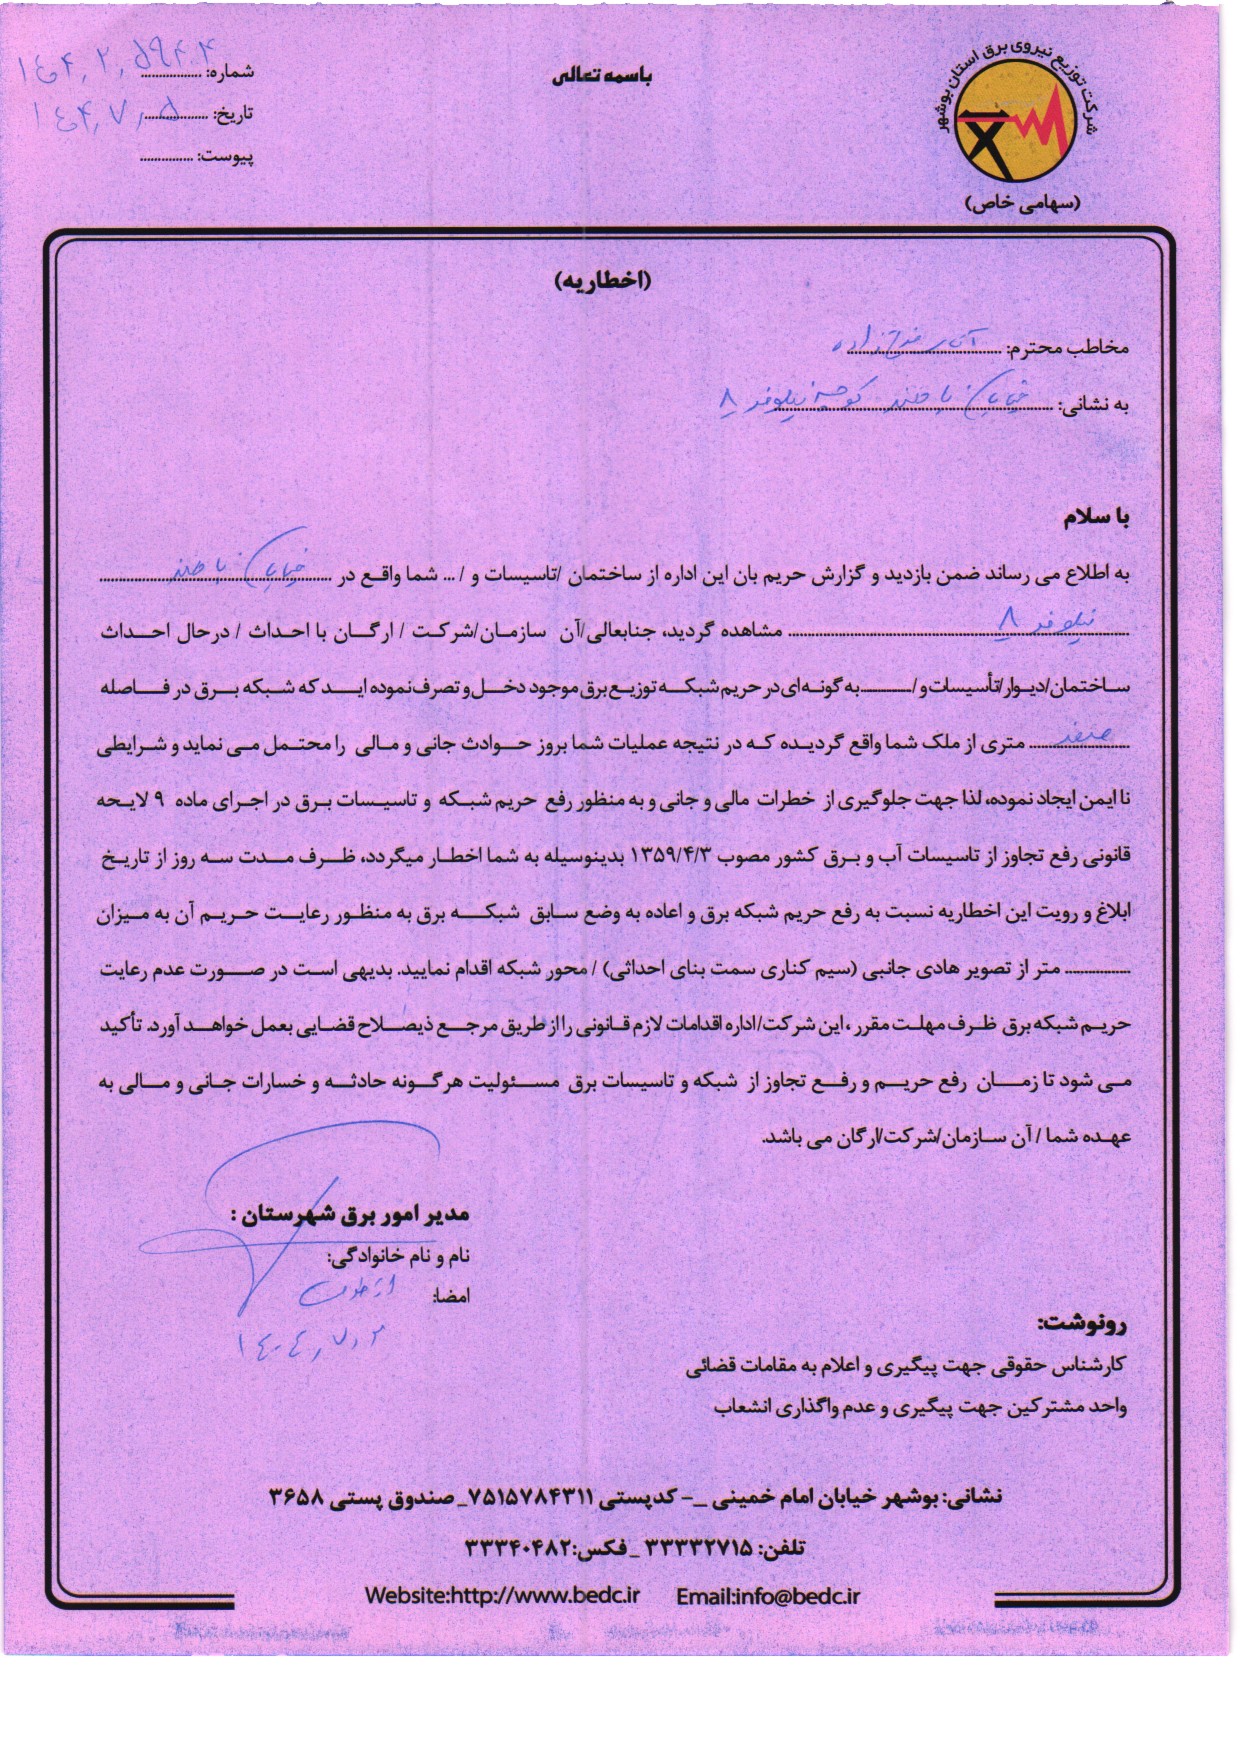 باسمه تعالی
شرکت توزیع نیروی برق استان بوشهر
(سهامی خاص)
شماره: ..............
تاریخ: ۱۴۰۴٫۷٫۵
پیوست: ..............
(اخطاریه)
مخاطب محترم: آقای
به نشانی: خیابان باهنر کوچه نیلوفر ۸
با سلام
به اطلاع می رساند ضمن بازدید و گزارش حریم بان این اداره از ساختمان /تاسیسات و / ... شما واقع در خیابان باهنر
نیلوفر ۸ مشاهده گردید، جنابعالی/آن سازمان/شرکت / ارگان با احداث / درحال احداث
ساختمان/دیوار/تأسیسات و /............ به گونه ای در حریم شبکه توزیع برق موجود دخل و تصرف نموده اید که شبکه برق در فاصله
صفر متری از ملک شما واقع گردیده که در نتیجه عملیات شما بروز حوادث جانی و مالی را محتمل می نماید و شرایطی
نا ایمن ایجاد نموده، لذا جهت جلوگیری از خطرات مالی و جانی و به منظور رفع حریم شبکه و تاسیسات برق در اجرای ماده ۹ لایحه
قانونی رفع تجاوز از تاسیسات آب و برق کشور مصوب ۱۳۵۹/۴/۳ بدینوسیله به شما اخطار میگردد، ظرف مدت سه روز از تاریخ
ابلاغ و رویت این اخطاریه نسبت به رفع حریم شبکه برق و اعاده به وضع سابق شبکه برق به منظور رعایت حریم آن به میزان
.............. متر از تصویر هادی جانبی (سیم کناری سمت بنای احداثی) / محور شبکه اقدام نمایید. بدیهی است در صورت عدم رعایت
حریم شبکه برق ظرف مهلت مقرر ، این شرکت/اداره اقدامات لازم قانونی را از طریق مرجع ذیصلاح قضایی بعمل خواهد آورد. تأکید
می شود تا زمان رفع حریم و رفع تجاوز از شبکه و تاسیسات برق مسئولیت هرگونه حادثه و خسارات جانی و مالی به
عهده شما / آن سازمان/شرکت/ارگان می باشد.
مدیر امور برق شهرستان :
نام و نام خانوادگی:
امضا:
۱۴۰۴٫۷٫۲
رونوشت:
کارشناس حقوقی جهت پیگیری و اعلام به مقامات قضائی
واحد مشترکین جهت پیگیری و عدم واگذاری انشعاب
نشانی: بوشهر خیابان امام خمینی _- کدپستی ۷۵۱۵۷۸۴۳۱۱_ صندوق پستی ۳۶۵۸
تلفن: ۳۳۳۳۲۷۱۵ _ فکس:۳۳۳۴۰۴۸۲
Website:http://www.bedc.ir Email:info@bedc.ir